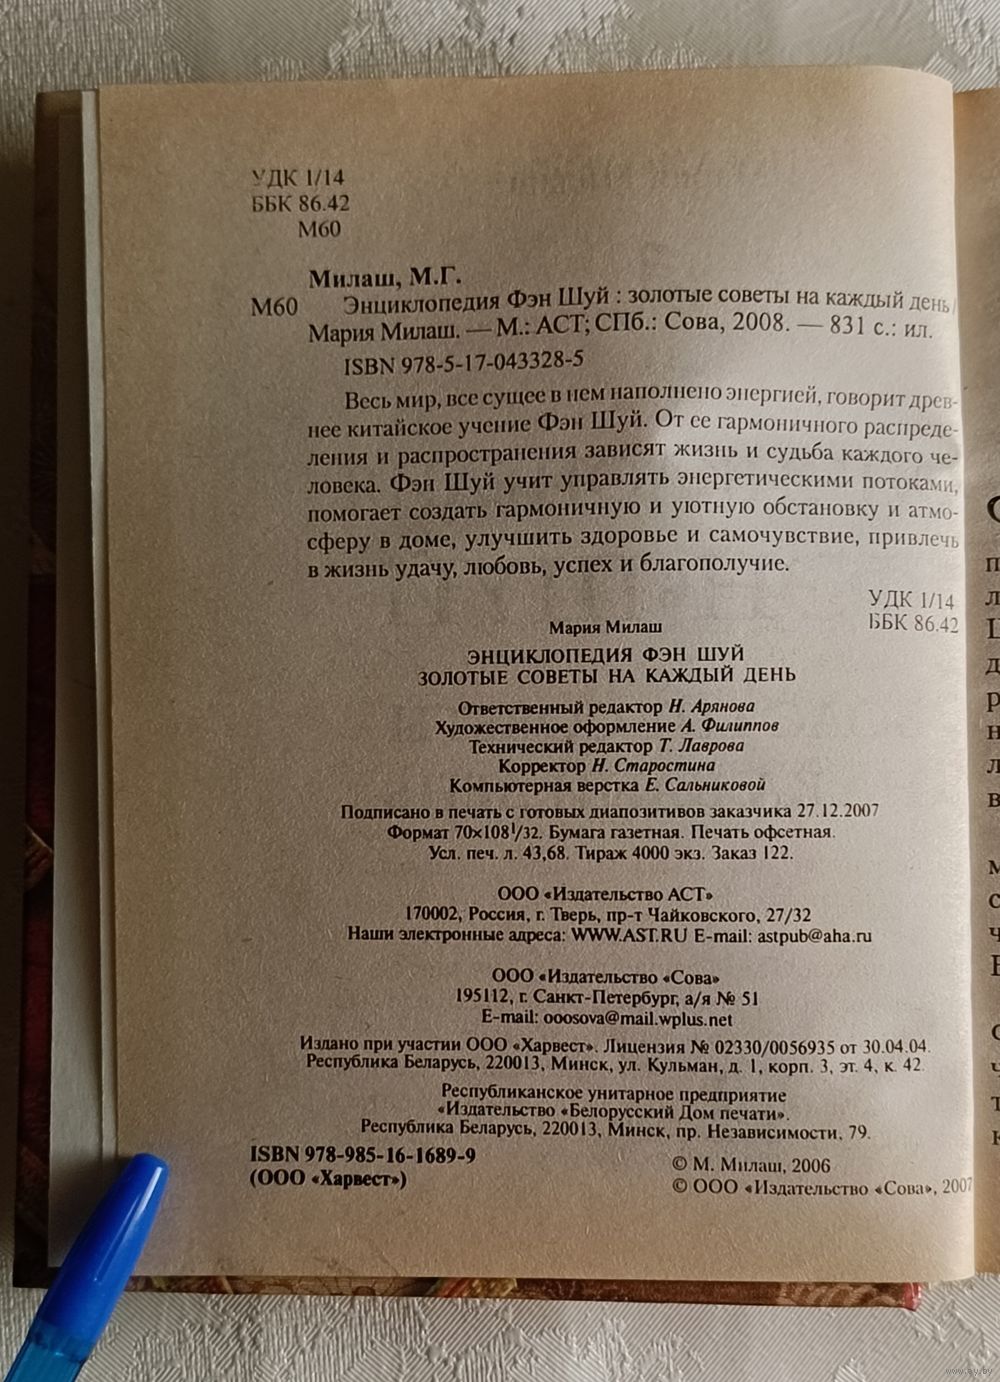 УДК 1/14
ББК 86.42
М60
Милаш, М.Г.
М60 Энциклопедия Фэн Шуй : золотые советы на каждый день/
Мария Милаш. — М.: АСТ; СПб.: Сова, 2008. — 831 с.: ил.
ISBN 978-5-17-043328-5
Весь мир, все сущее в нем наполнено энергией, говорит древ-
нее китайское учение Фэн Шуй. От ее гармоничного распреде-
ления и распространения зависят жизнь и судьба каждого че-
ловека. Фэн Шуй учит управлять энергетическими потоками,
помогает создать гармоничную и уютную обстановку и атмо-
сферу в доме, улучшить здоровье и самочувствие, привлечь
в жизнь удачу, любовь, успех и благополучие.
УДК 1/14
ББК 86.42
Мария Милаш
ЭНЦИКЛОПЕДИЯ ФЭН ШУЙ
ЗОЛОТЫЕ СОВЕТЫ НА КАЖДЫЙ ДЕНЬ
Ответственный редактор Н. Арянова
Художественное оформление А. Филиппов
Технический редактор Т. Лаврова
Корректор Н. Старостина
Компьютерная верстка Е. Сальниковой
Подписано в печать с готовых диапозитивов заказчика 27.12.2007
Формат 70×108 1/32. Бумага газетная. Печать офсетная.
Усл. печ. л. 43,68. Тираж 4000 экз. Заказ 122.
ООО «Издательство АСТ»
170002, Россия, г. Тверь, пр-т Чайковского, 27/32
Наши электронные адреса: WWW.AST.RU E-mail: astpub@aha.ru
ООО «Издательство «Сова»
195112, г. Санкт-Петербург, а/я № 51
E-mail: ooosova@mail.wplus.net
Издано при участии ООО «Харвест». Лицензия № 02330/0056935 от 30.04.04.
Республика Беларусь, 220013, Минск, ул. Кульман, д. 1, корп. 3, эт. 4, к. 42.
Республиканское унитарное предприятие
«Издательство «Белорусский Дом печати».
Республика Беларусь, 220013, Минск, пр. Независимости, 79.
ISBN 978-985-16-1689-9
(ООО «Харвест»)
© М. Милаш, 2006
© ООО «Издательство «Сова», 2007
www.ay.by